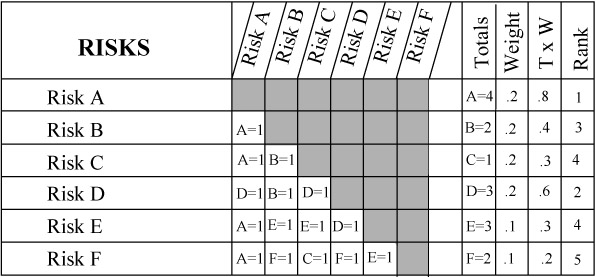 RISKS Risk A Risk B Risk C Risk D Risk E Risk F Totals Weight T x W Rank
Risk A A=4 .2 .8 1
Risk B A=1 B=2 .2 .4 3
Risk C A=1 B=1 C=1 .2 .3 4
Risk D D=1 B=1 D=1 D=3 .2 .6 2
Risk E A=1 E=1 E=1 D=1 E=3 .1 .3 4
Risk F A=1 F=1 C=1 F=1 E=1 F=2 .1 .2 5